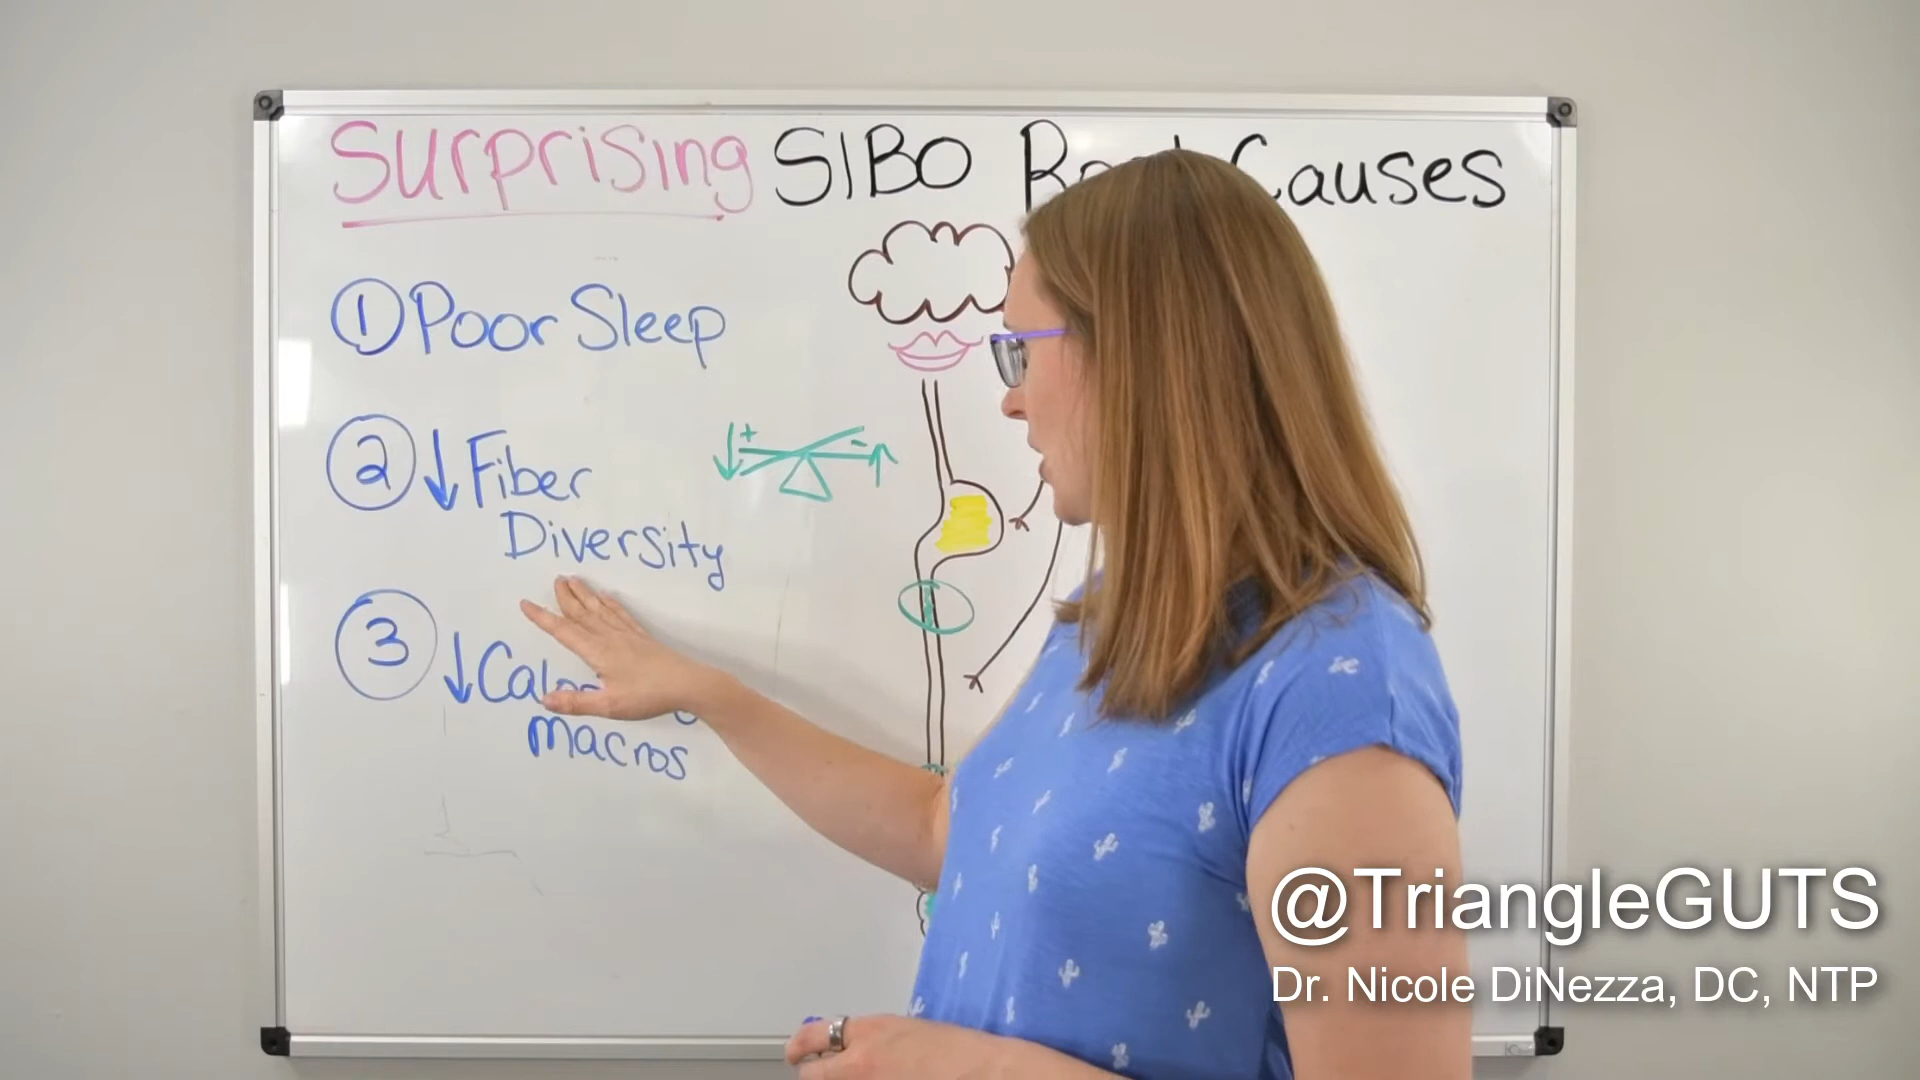 Surprising SIBO Causes
① Poor Sleep
② ↓ Fiber
Diversity
+ -
③ ↓
macros
@TriangleGUTS
Dr. Nicole DiNezza, DC, NTP